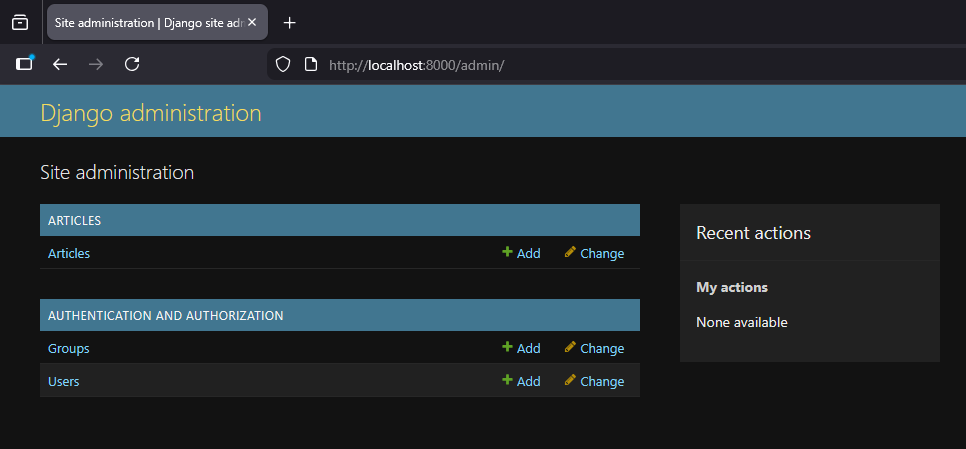 Site administration | Django site adr
http://localhost:8000/admin/
Django administration
Site administration
ARTICLES
Articles Add Change
AUTHENTICATION AND AUTHORIZATION
Groups Add Change
Users Add Change
Recent actions
My actions
None available